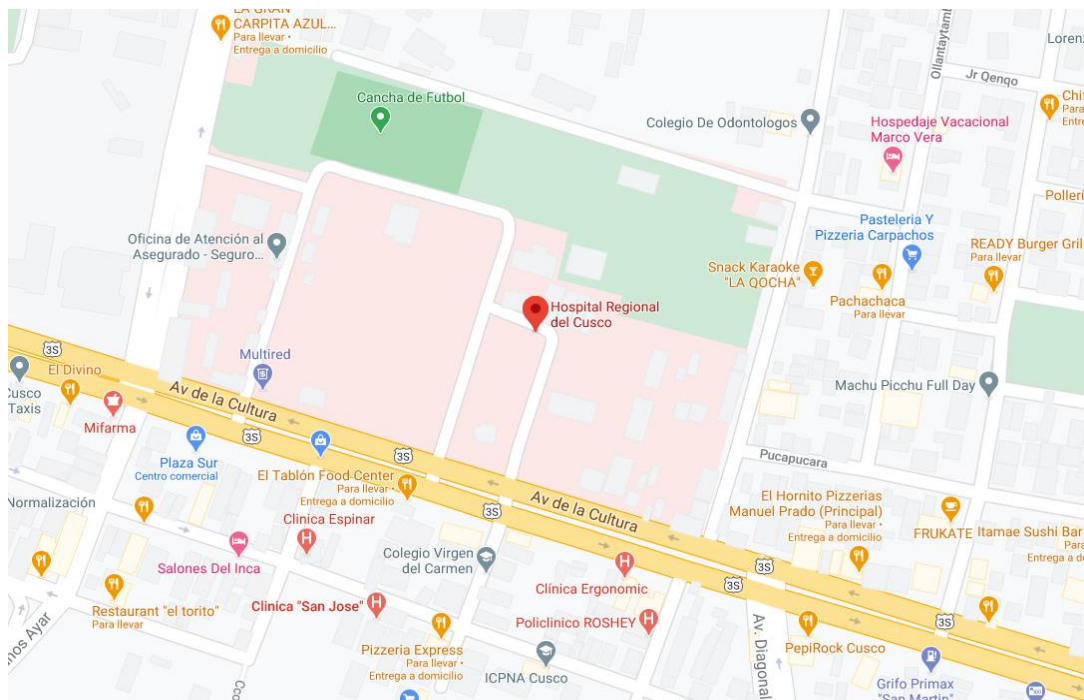 LA GRAN
CARPITA AZUL...
Para llevar •
Entrega a domicilio
Cancha de Futbol
Colegio De Odontologos
Ollantaytamb
Lorenz
Jr Qenqo
Chif
Para
Entre
Hospedaje Vacacional
Marco Vera
Pollerí
Oficina de Atención al
Asegurado - Seguro...
Pasteleria Y
Pizzeria Carpachos
READY Burger Grill
Para llevar
Snack Karaoke
"LA QOCHA"
Pachachaca
Para llevar
Hospital Regional
del Cusco
3S
El Divino
Multired
Cusco
Taxis
Av de la Cultura
Machu Picchu Full Day
Mifarma
3S
3S
Plaza Sur
Centro comercial
El Tablón Food Center
Para llevar •
Entrega a domicilio
Pucapucara
Normalización
Av de la Cultura
3S
El Hornito Pizzerias
Manuel Prado (Principal)
Para llevar •
Entrega a domicilio
FRUKATE
Itamae Sushi Bar
Para
Entrega a do
Clinica Espinar
Salones Del Inca
Colegio Virgen
del Carmen
3S
3S
Clínica Ergonomic
Restaurant "el torito"
Para llevar
Clinica "San Jose"
Policlinico ROSHEY
3S
nos Ayar
Pizzeria Express
Para llevar •
Entrega a domicilio
ICPNA Cusco
Av. Diagonal
PepiRock Cusco
Grifo Primax
"San Martin"